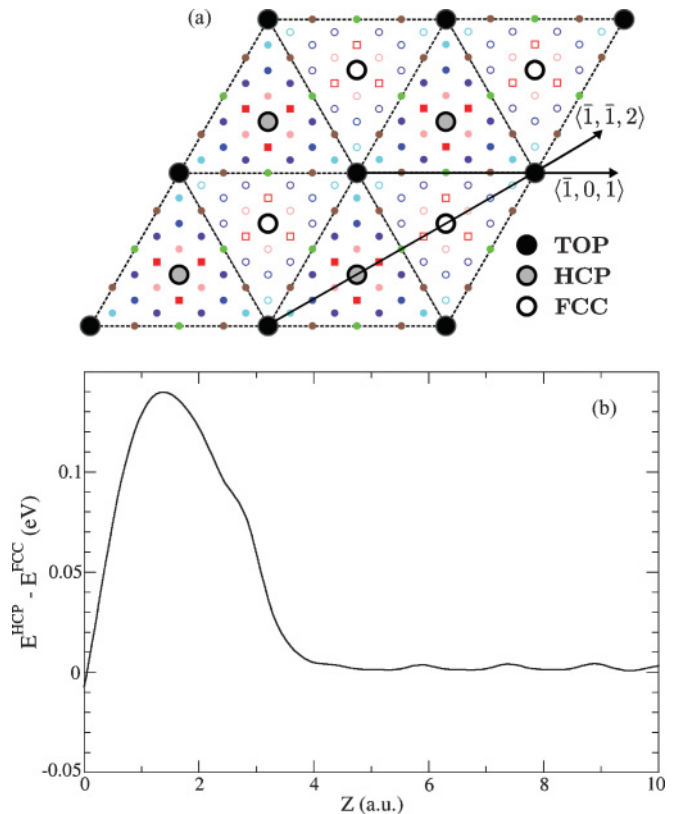 (a)
⟨1̄, 1̄, 2⟩
⟨1̄, 0, 1⟩
TOP
HCP
FCC
(b)
0.1
0.05
0
-0.05
E^HCP - E^FCC (eV)
0 2 4 6 8 10
Z (a.u.)